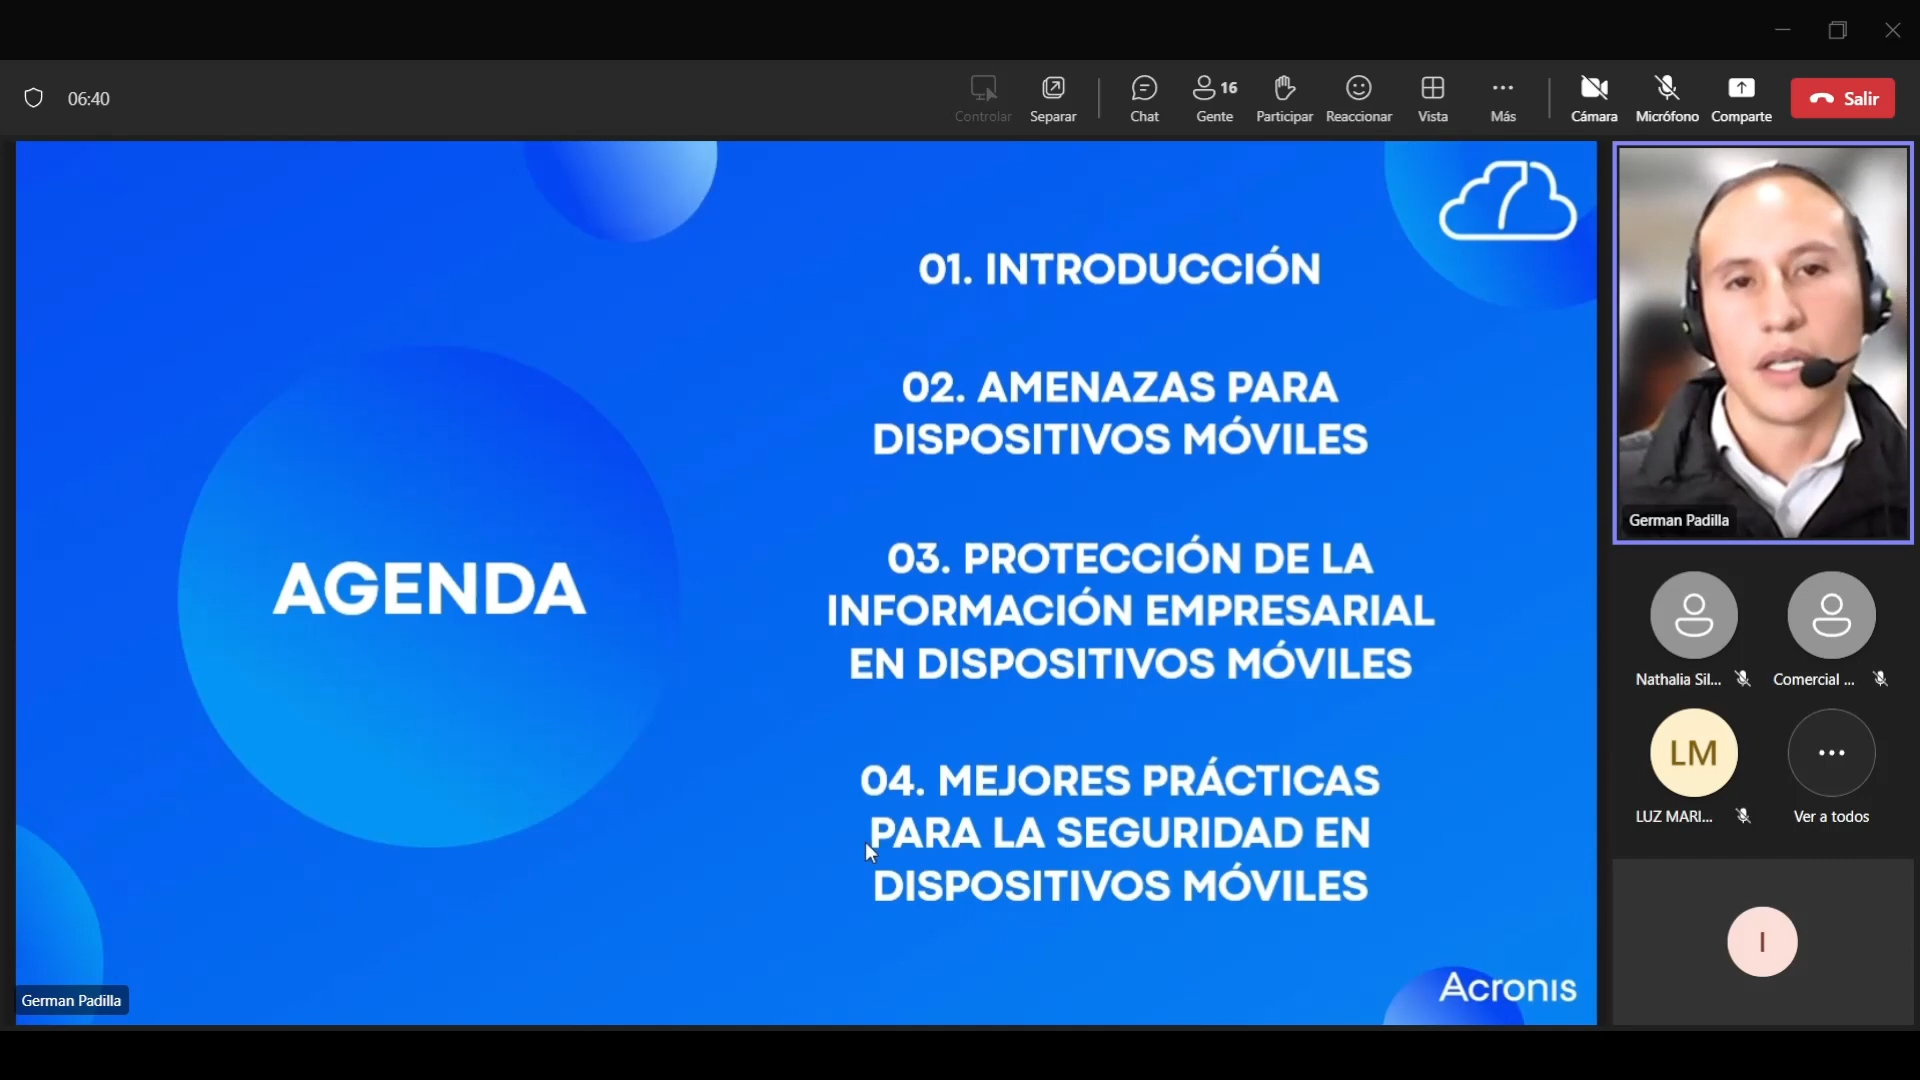 06:40
Controlar
Separar
Chat
16
Gente
Participar
Reaccionar
Vista
Más
Cámara
Micrófono
Comparte
Salir
7
01. INTRODUCCIÓN
02. AMENAZAS PARA
DISPOSITIVOS MÓVILES
AGENDA
03. PROTECCIÓN DE LA
INFORMACIÓN EMPRESARIAL
EN DISPOSITIVOS MÓVILES
04. MEJORES PRÁCTICAS
PARA LA SEGURIDAD EN
DISPOSITIVOS MÓVILES
Acronis
German Padilla
German Padilla
Nathalia Sil...
Comercial ...
LM
LUZ MARI...
Ver a todos
I